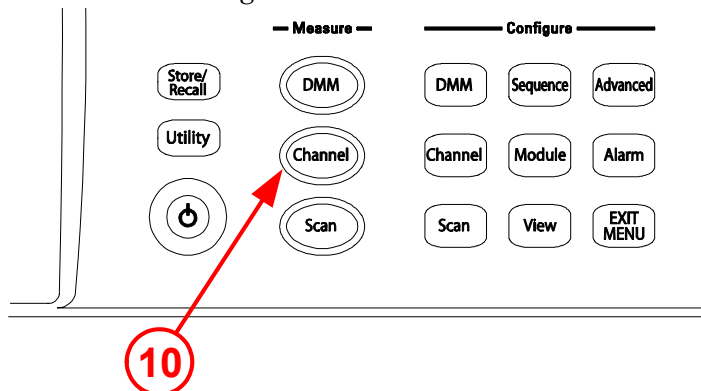 g
Measure
Configure
Store/
Recall
DMM
DMM
Sequence
Advanced
Utility
Channel
Channel
Module
Alarm
Scan
Scan
View
EXIT
MENU
10